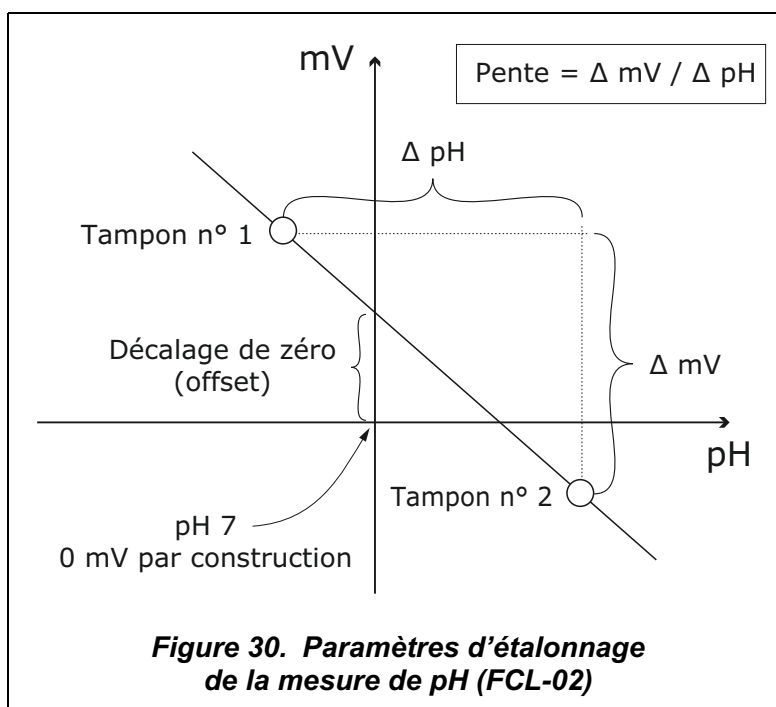 mV
Pente = Δ mV / Δ pH
Δ pH
Tampon n° 1
Décalage de zéro
(offset)
Δ mV
pH
Tampon n° 2
pH 7
0 mV par construction
Figure 30. Paramètres d'étalonnage
de la mesure de pH (FCL-02)